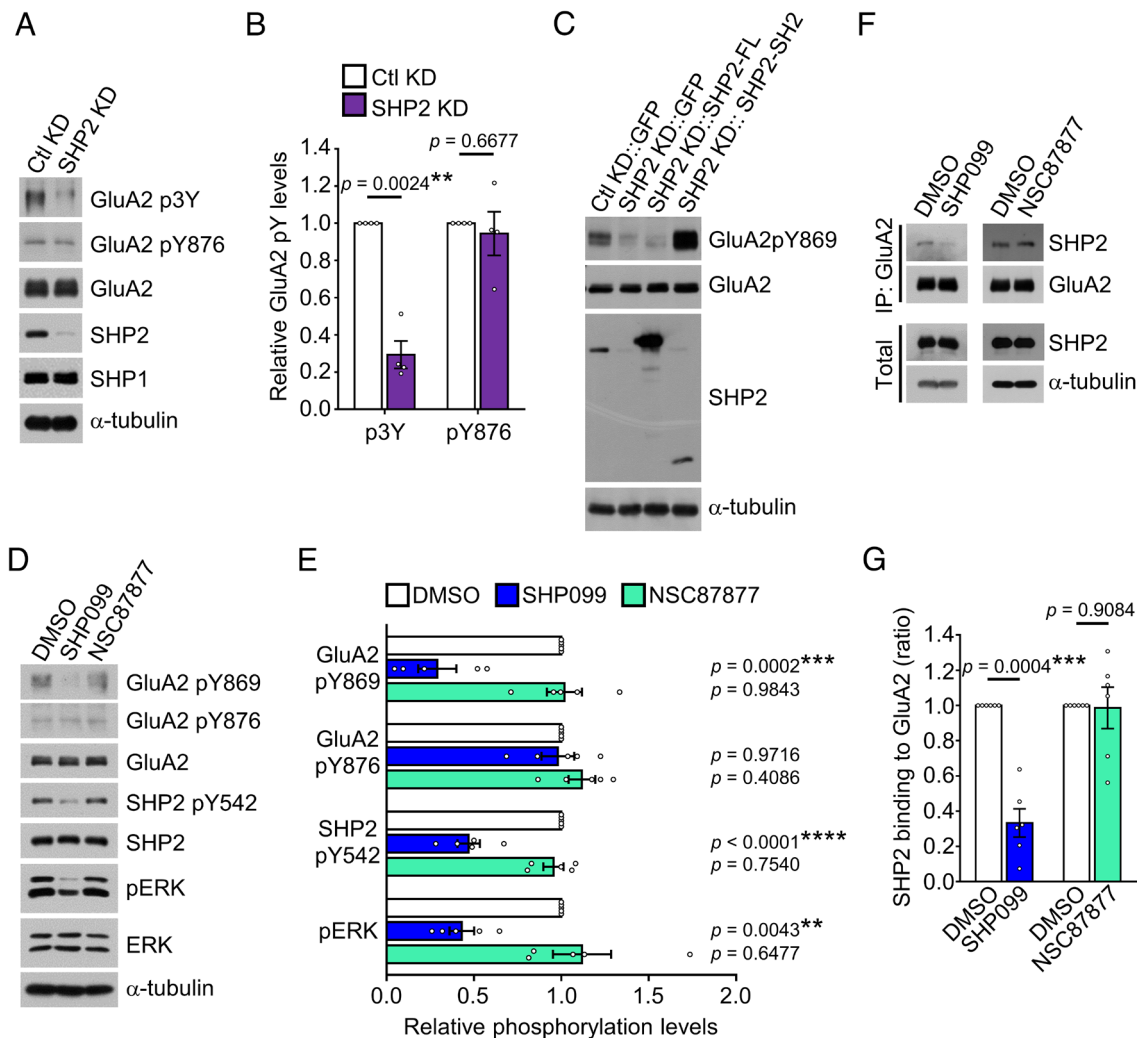 A
Ctl KD
SHP2 KD
GluA2 p3Y
GluA2 pY876
GluA2
SHP2
SHP1
α-tubulin
B
Ctl KD
SHP2 KD
p = 0.6677
p = 0.0024**
Relative GluA2 pY levels
1.4
1.2
1.0
0.8
0.6
0.4
0.2
0.0
p3Y
pY876
C
Ctl KD::GFP
SHP2 KD::GFP
SHP2 KD::SHP2-FL
SHP2 KD:: SHP2-SH2
GluA2pY869
GluA2
SHP2
α-tubulin
F
DMSO
SHP099
DMSO
NSC87877
IP: GluA2
SHP2
GluA2
Total
SHP2
α-tubulin
D
DMSO
SHP099
NSC87877
GluA2 pY869
GluA2 pY876
GluA2
SHP2 pY542
SHP2
pERK
ERK
α-tubulin
E
DMSO
SHP099
NSC87877
GluA2
pY869
p = 0.0002***
p = 0.9843
GluA2
pY876
p = 0.9716
p = 0.4086
SHP2
pY542
p < 0.0001****
p = 0.7540
pERK
p = 0.0043**
p = 0.6477
0.0
0.5
1.0
1.5
2.0
Relative phosphorylation levels
G
SHP2 binding to GluA2 (ratio)
p = 0.9084
p = 0.0004***
1.4
1.2
1.0
0.8
0.6
0.4
0.2
0.0
DMSO
SHP099
DMSO
NSC87877